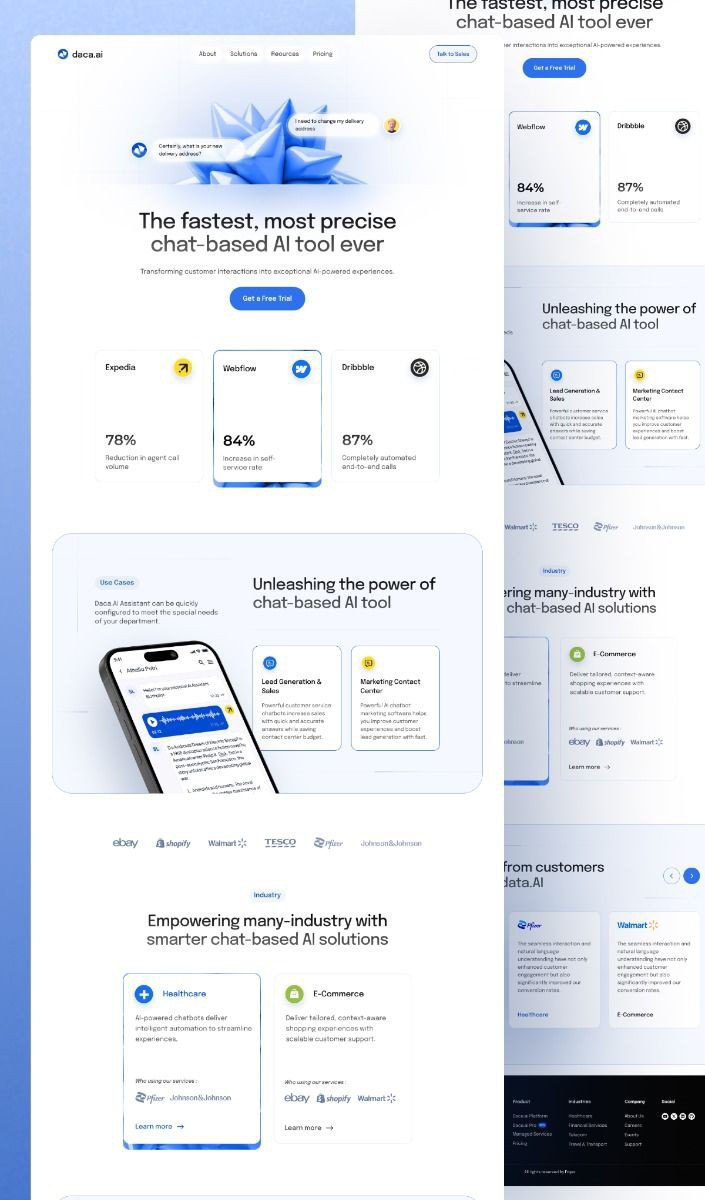 daca.ai
About
Solutions
Reources
Pricing
Talk to Sales
I need to change my delivery
address
Certainly, what is your new
delivery address?
The fastest, most precise
chat-based AI tool ever
Transforming customer interactions into exceptional AI-powered experiences.
Get a Free Trial
Expedia
78%
Reduction in agent call
volume
Webflow
84%
Increase in self-
service rate
Dribbble
87%
Completely automated
end-to-end calls
Use Cases
Daca.Ai Assistant can be quickly
configured to meet the special needs
of your department.
Unleashing the power of
chat-based AI tool
9:41
Lead Generation &
Sales
Powerful customer service
chatbots increase sales
with quick and accurate
answers while saving
contact center budget.
Marketing Contact
Center
Powerful AI chatbot
marketing software helps
you improve customer
experiences and boost
lead generation with fast.
ebay
shopify
Walmart
TESCO
Pfizer
Johnson&Johnson
Industry
Empowering many-industry with
smarter chat-based AI solutions
Healthcare
AI-powered chatbots deliver
intelligent automation to streamline
experiences.
Who using our services :
Pfizer
Johnson&Johnson
Learn more
E-Commerce
Deliver tailored, context-aware
shopping experiences with
scalable customer support.
Who using our services :
ebay
shopify
Walmart
Learn more
The fastest, most precise
chat-based AI tool ever
er interactions into exceptional AI-powered experiences.
Get a Free Trial
Webflow
84%
Increase in self-
service rate
Dribbble
87%
Completely automated
end-to-end calls
Unleashing the power of
chat-based AI tool
Lead Generation &
Sales
Powerful customer service
chatbots increase sales
with quick and accurate
answers while saving
contact center budget.
Marketing Contact
Center
Powerful AI chatbot
marketing software helps
you improve customer
experiences and boost
lead generation with fast.
Walmart
TESCO
Pfizer
Johnson&Johnson
Industry
ering many-industry with
chat-based AI solutions
deliver
to streamline
ohnson
E-Commerce
Deliver tailored, context-aware
shopping experiences with
scalable customer support.
Who using our services :
ebay
shopify
Walmart
Learn more
from customers
data.AI
Pfizer
The seamless interaction and
natural language
understanding have not only
enhanced customer
engagement but also
significantly improved our
conversion rates.
Healthcare
Walmart
The seamless interaction and
natural language
understanding have not only
enhanced customer
engagement but also
significantly improved our
conversion rates.
E-Commerce
Product
Daca.ai Platform
Daca.ai Pro
Managed Services
Pricing
Industries
Healthcare
Financial Services
Telecom
Travel & Transport
Company
About Us
Careers
Events
Support
Social
All rights reserved by